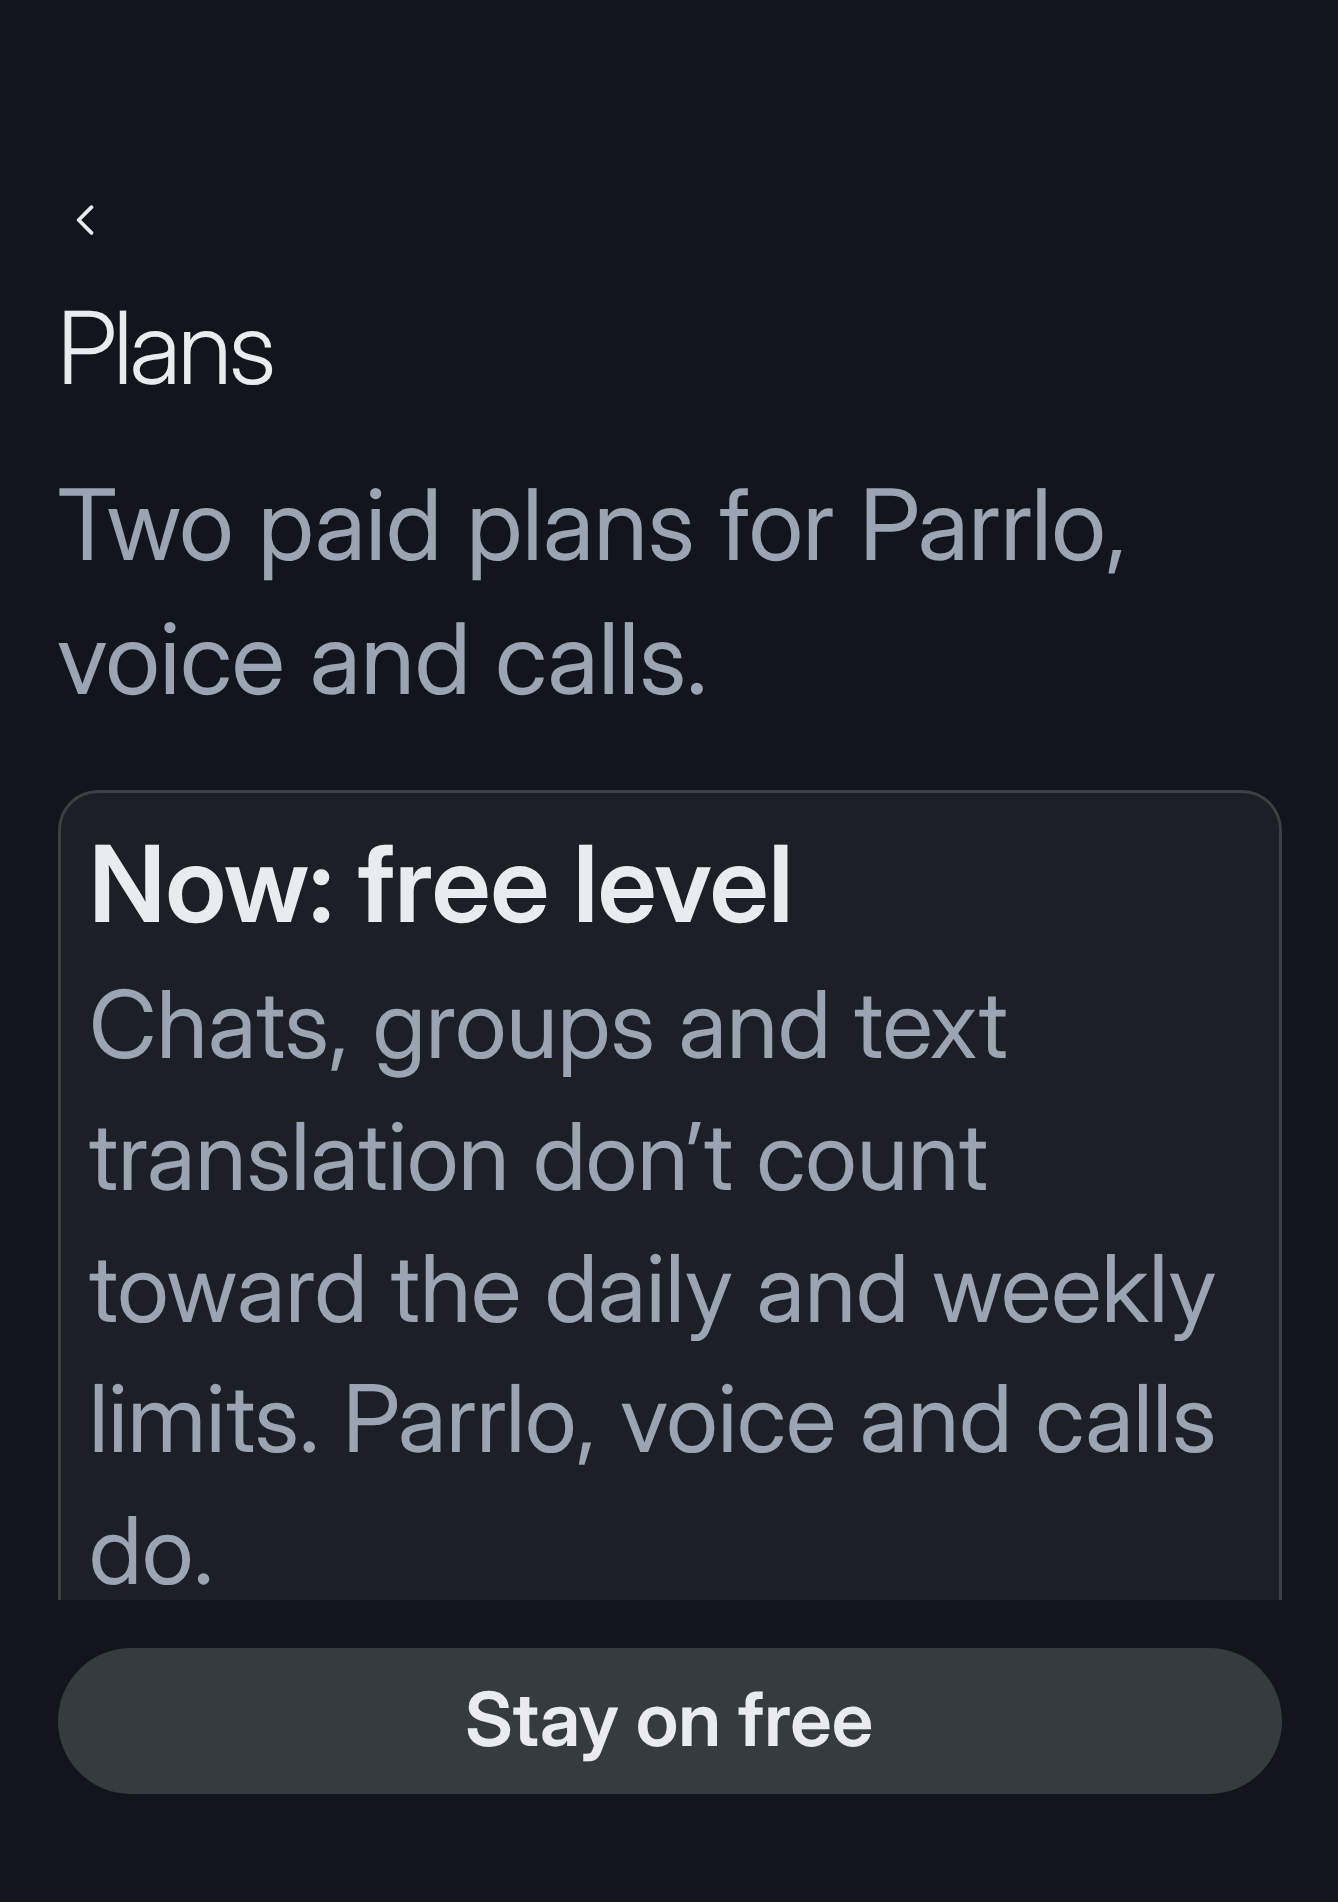 Plans
Two paid plans for Parrlo,
voice and calls.
Now: free level
Chats, groups and text
translation don’t count
toward the daily and weekly
limits. Parrlo, voice and calls
do.
Stay on free